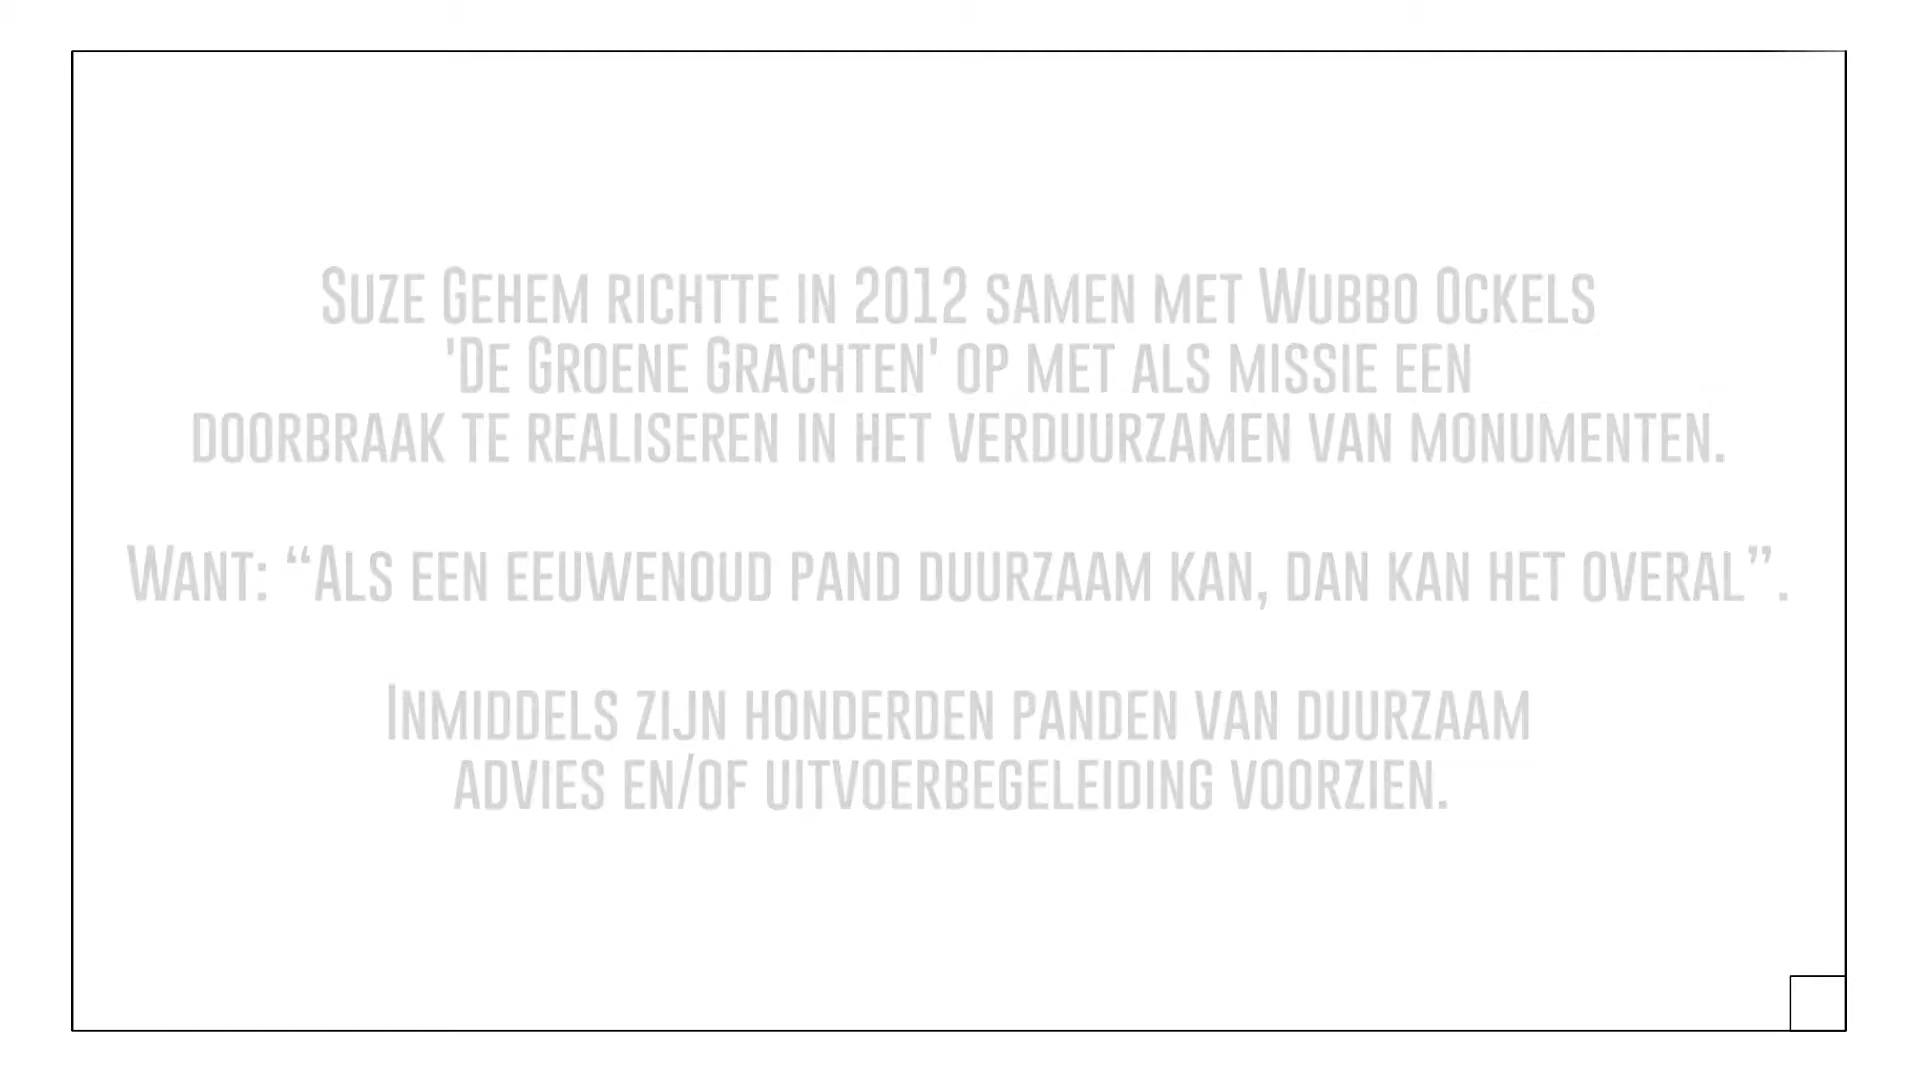 Suze Gehem richtte in 2012 samen met Wubbo Ockels
'De Groene Grachten' op met als missie een
doorbraak te realiseren in het verduurzamen van monumenten.
Want: “Als een eeuwenoud pand duurzaam kan, dan kan het overal”.
Inmiddels zijn honderden panden van duurzaam
advies en/of uitvoerbegeleiding voorzien.